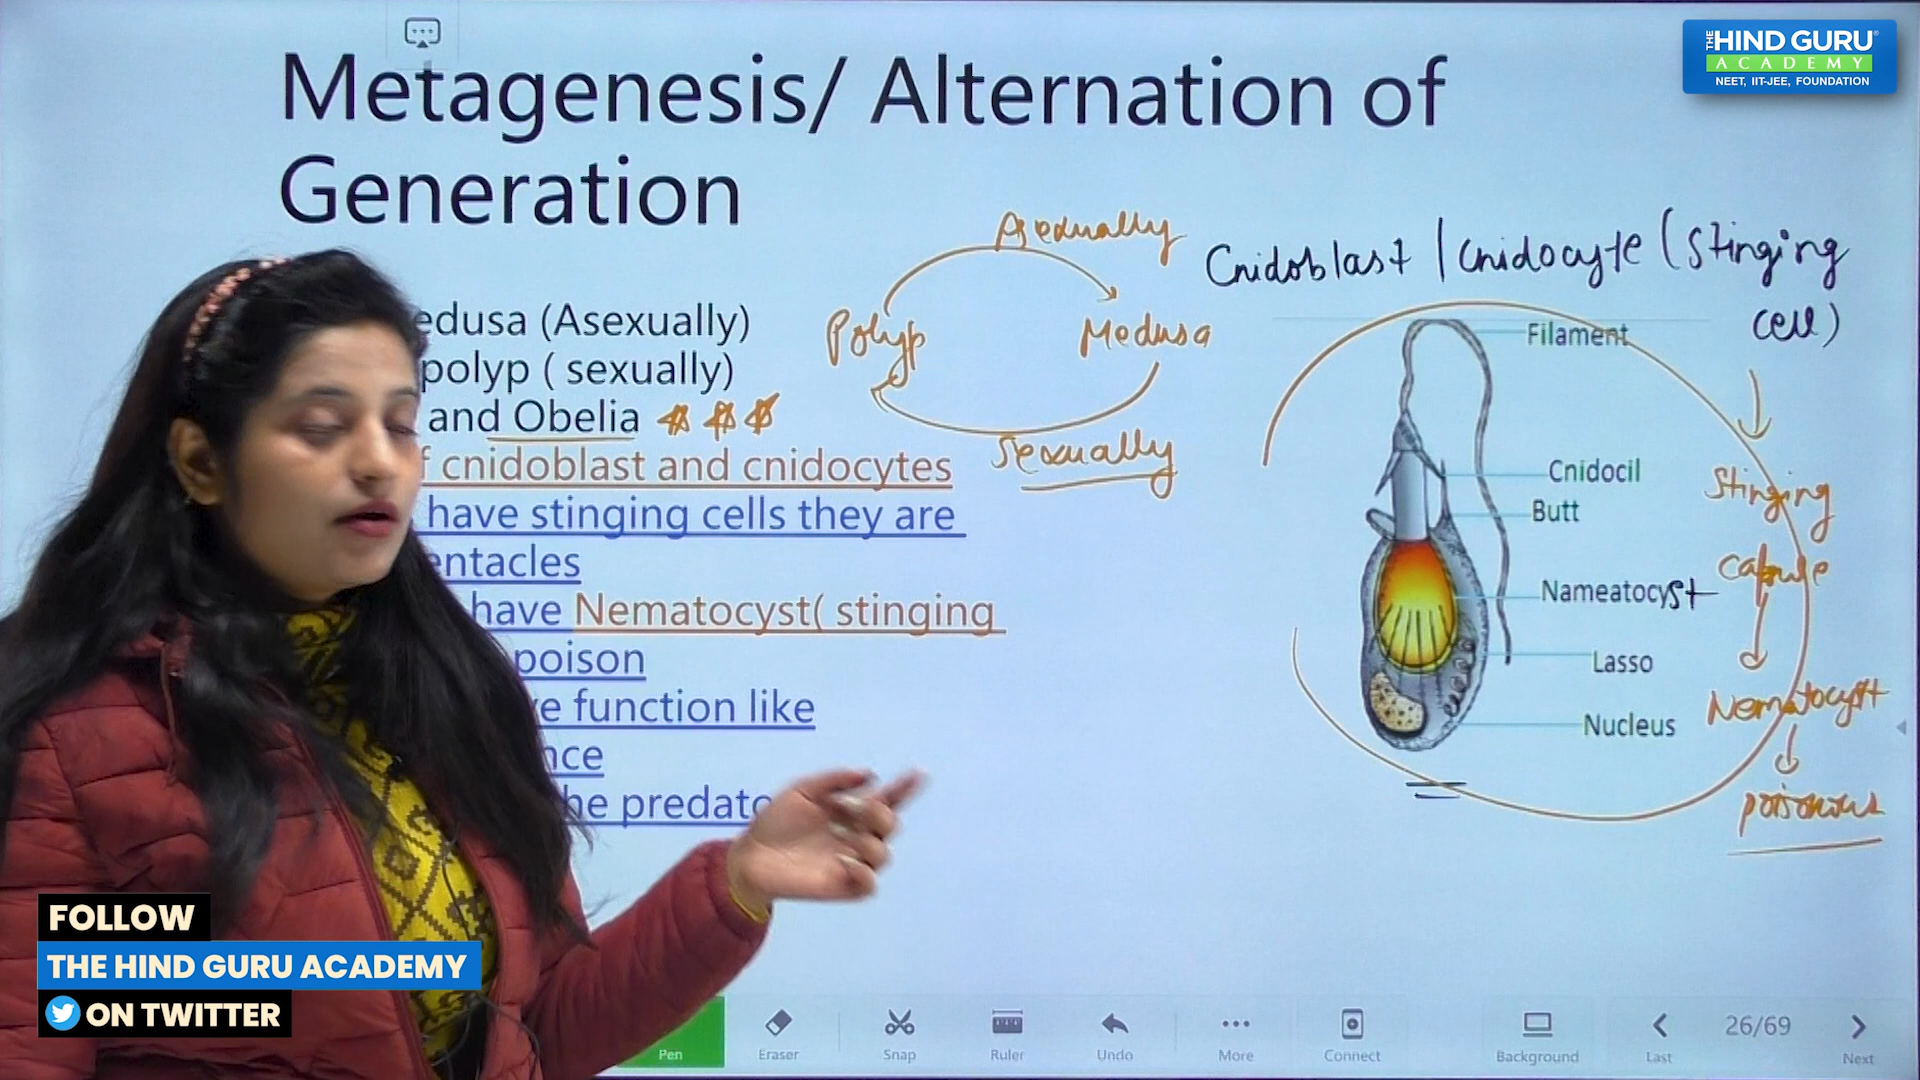 THE HIND GURU
ACADEMY
NEET, IIT-JEE, FOUNDATION
Metagenesis/ Alternation of
Generation
edusa (Asexually)
polyp ( sexually)
and Obelia
f cnidoblast and cnidocytes
have stinging cells they are
entacles
have Nematocyst( stinging
poison
ve function like
nce
he predato
Asexually
Polyp
Medusa
Sexually
Cnidoblast / Cnidocyte (Stinging
cell)
Filament
Cnidocil
Butt
Nameatocyst
Lasso
Nucleus
Stinging
Capsule
Nematocyst
poisonous
FOLLOW
THE HIND GURU ACADEMY
ON TWITTER
Pen
Eraser
Snap
Ruler
Undo
More
Connect
Background
Last
26/69
Next